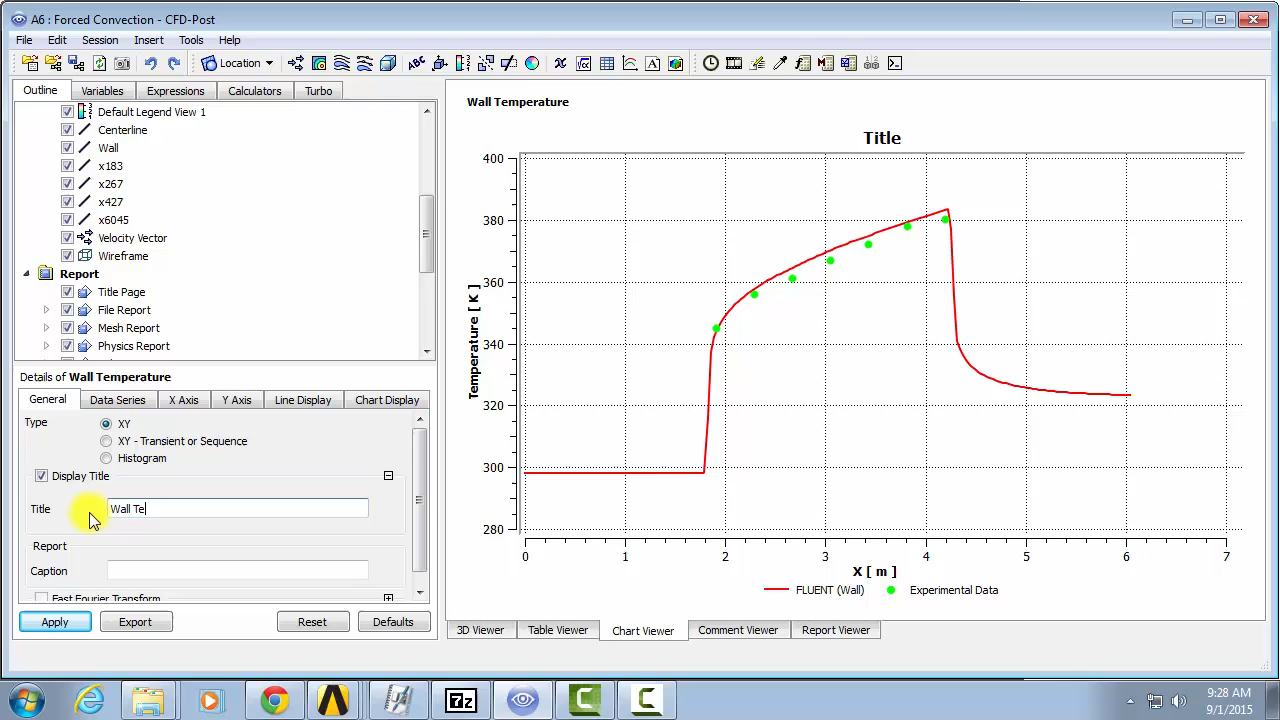 A6 : Forced Convection - CFD-Post
File Edit Session Insert Tools Help
Location
Outline Variables Expressions Calculators Turbo
Default Legend View 1
Centerline
Wall
x183
x267
x427
x6045
Velocity Vector
Wireframe
Report
Title Page
File Report
Mesh Report
Physics Report
Details of Wall Temperature
General Data Series X Axis Y Axis Line Display Chart Display
Type XY
XY - Transient or Sequence
Histogram
Display Title
Title Wall Te
Report
Caption
Fast Fourier Transform
Apply Export Reset Defaults
Wall Temperature
Title
400
380
360
340
320
300
280
Temperature [ K ]
0 1 2 3 4 5 6 7
X [ m ]
FLUENT (Wall) Experimental Data
3D Viewer Table Viewer Chart Viewer Comment Viewer Report Viewer
7z
9:28 AM
9/1/2015